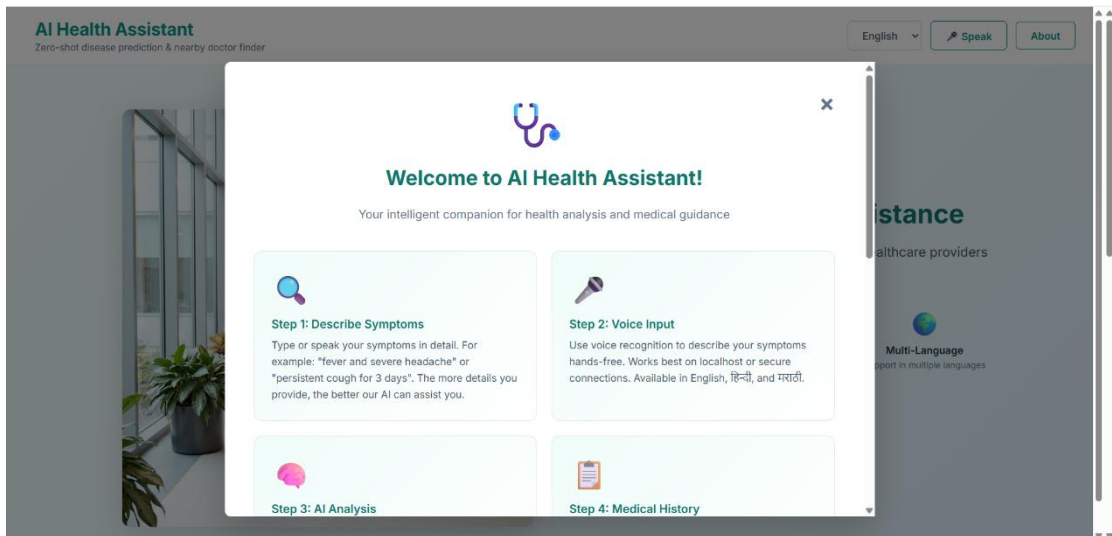 AI Health Assistant
Zero-shot disease prediction & nearby doctor finder
English
Speak
About
Welcome to AI Health Assistant!
Your intelligent companion for health analysis and medical guidance
Step 1: Describe Symptoms
Type or speak your symptoms in detail. For
example: "fever and severe headache" or
"persistent cough for 3 days". The more details you
provide, the better our AI can assist you.
Step 2: Voice Input
Use voice recognition to describe your symptoms
hands-free. Works best on localhost or secure
connections. Available in English, हिन्दी, and मराठी.
Step 3: AI Analysis
Step 4: Medical History
istance
althcare providers
Multi-Language
pport in multiple languages